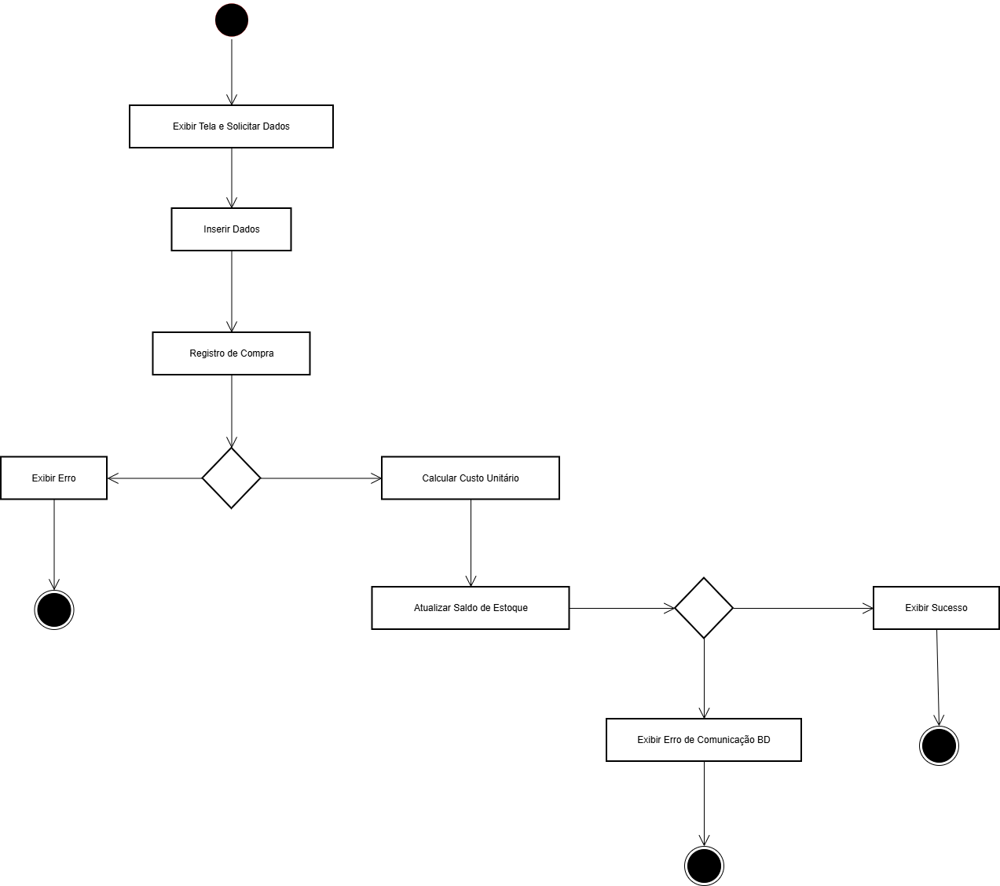 Exibir Tela e Solicitar Dados
Inserir Dados
Registro de Compra
Exibir Erro
Calcular Custo Unitário
Atualizar Saldo de Estoque
Exibir Sucesso
Exibir Erro de Comunicação BD